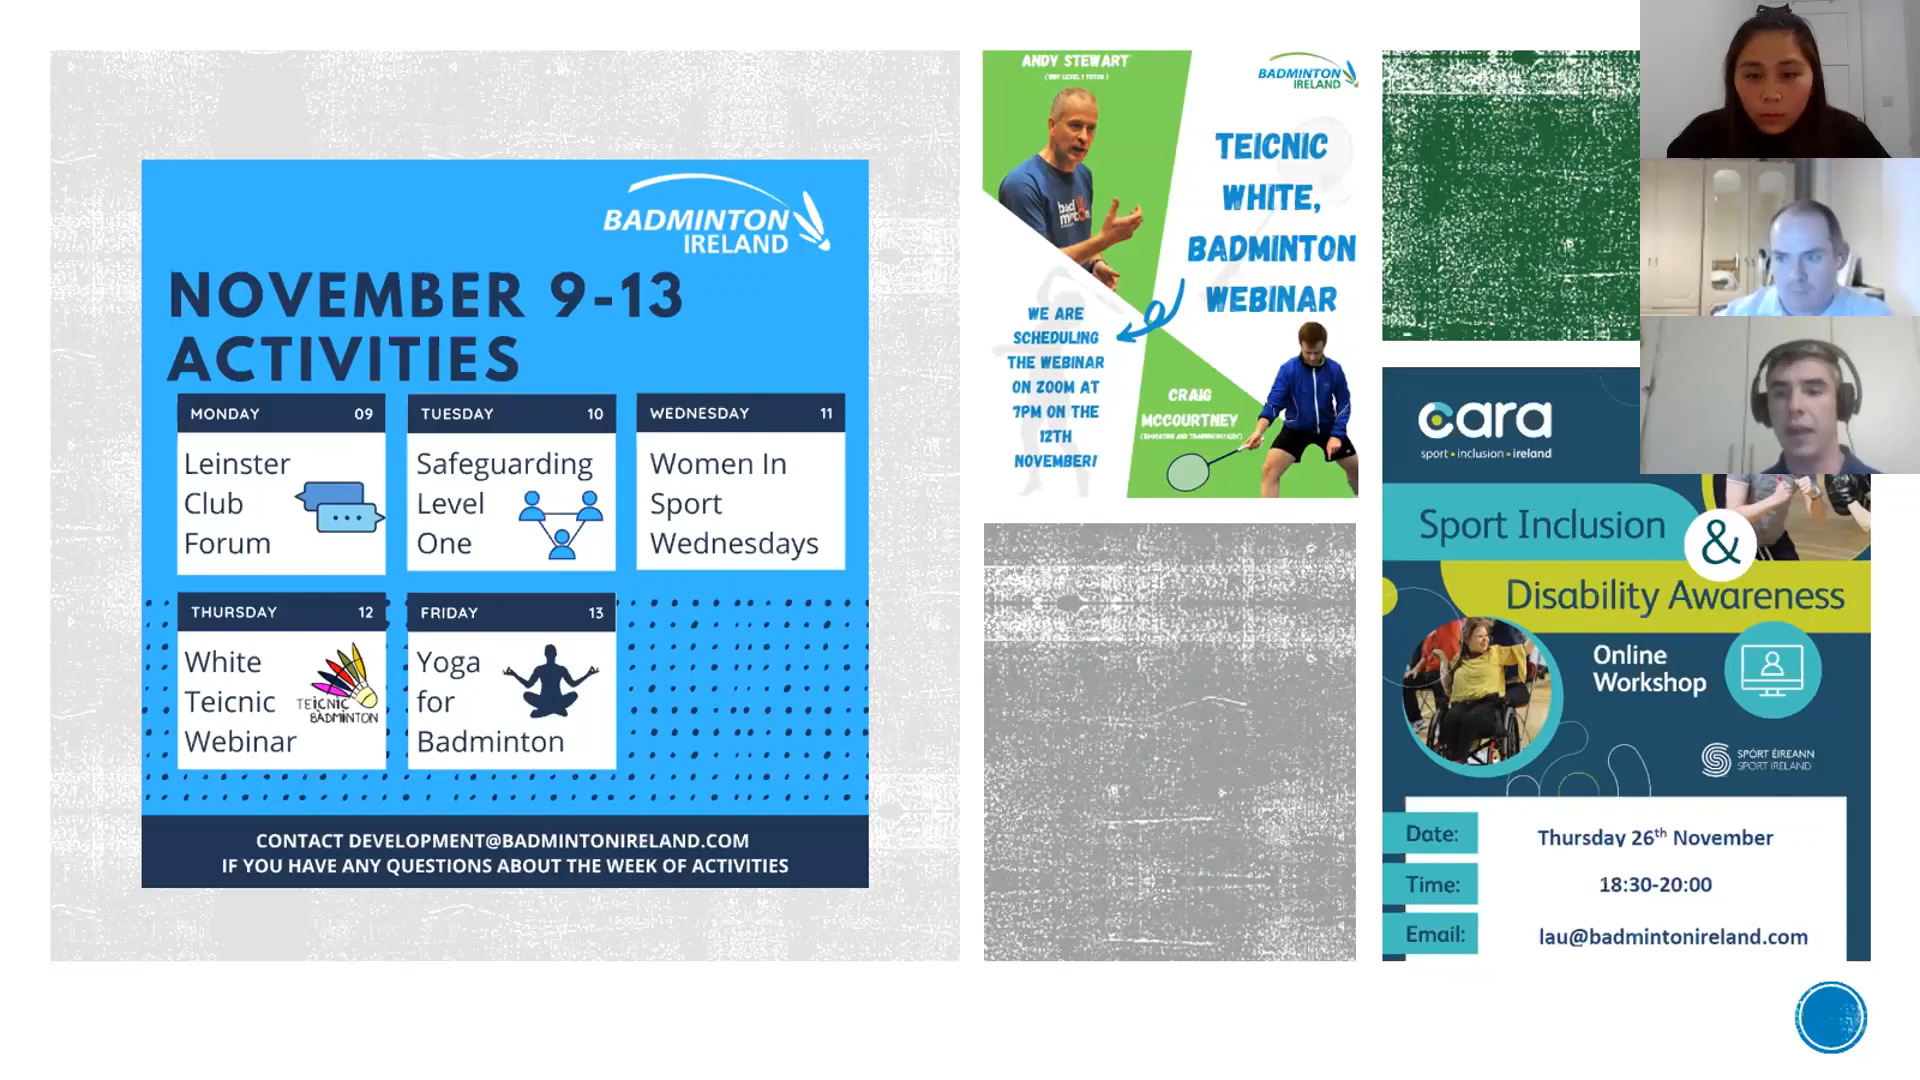 BADMINTON
IRELAND
NOVEMBER 9-13
ACTIVITIES
MONDAY 09
Leinster
Club
Forum
TUESDAY 10
Safeguarding
Level
One
WEDNESDAY 11
Women In
Sport
Wednesdays
THURSDAY 12
White
Teicnic
Webinar
TEICNIC
BADMINTON
FRIDAY 13
Yoga
for
Badminton
CONTACT DEVELOPMENT@BADMINTONIRELAND.COM
IF YOU HAVE ANY QUESTIONS ABOUT THE WEEK OF ACTIVITIES
ANDY STEWART
BADMINTON
IRELAND
TEICNIC
WHITE,
BADMINTON
WEBINAR
WE ARE
SCHEDULING
THE WEBINAR
ON ZOOM AT
7PM ON THE
12TH
NOVEMBER!
CRAIG
MCCOURTNEY
cara
sport • inclusion • ireland
Sport Inclusion
&
Disability Awareness
Online
Workshop
SPÓRT ÉIREANN
SPORT IRELAND
Date: Thursday 26th November
Time: 18:30-20:00
Email: lau@badmintonireland.com